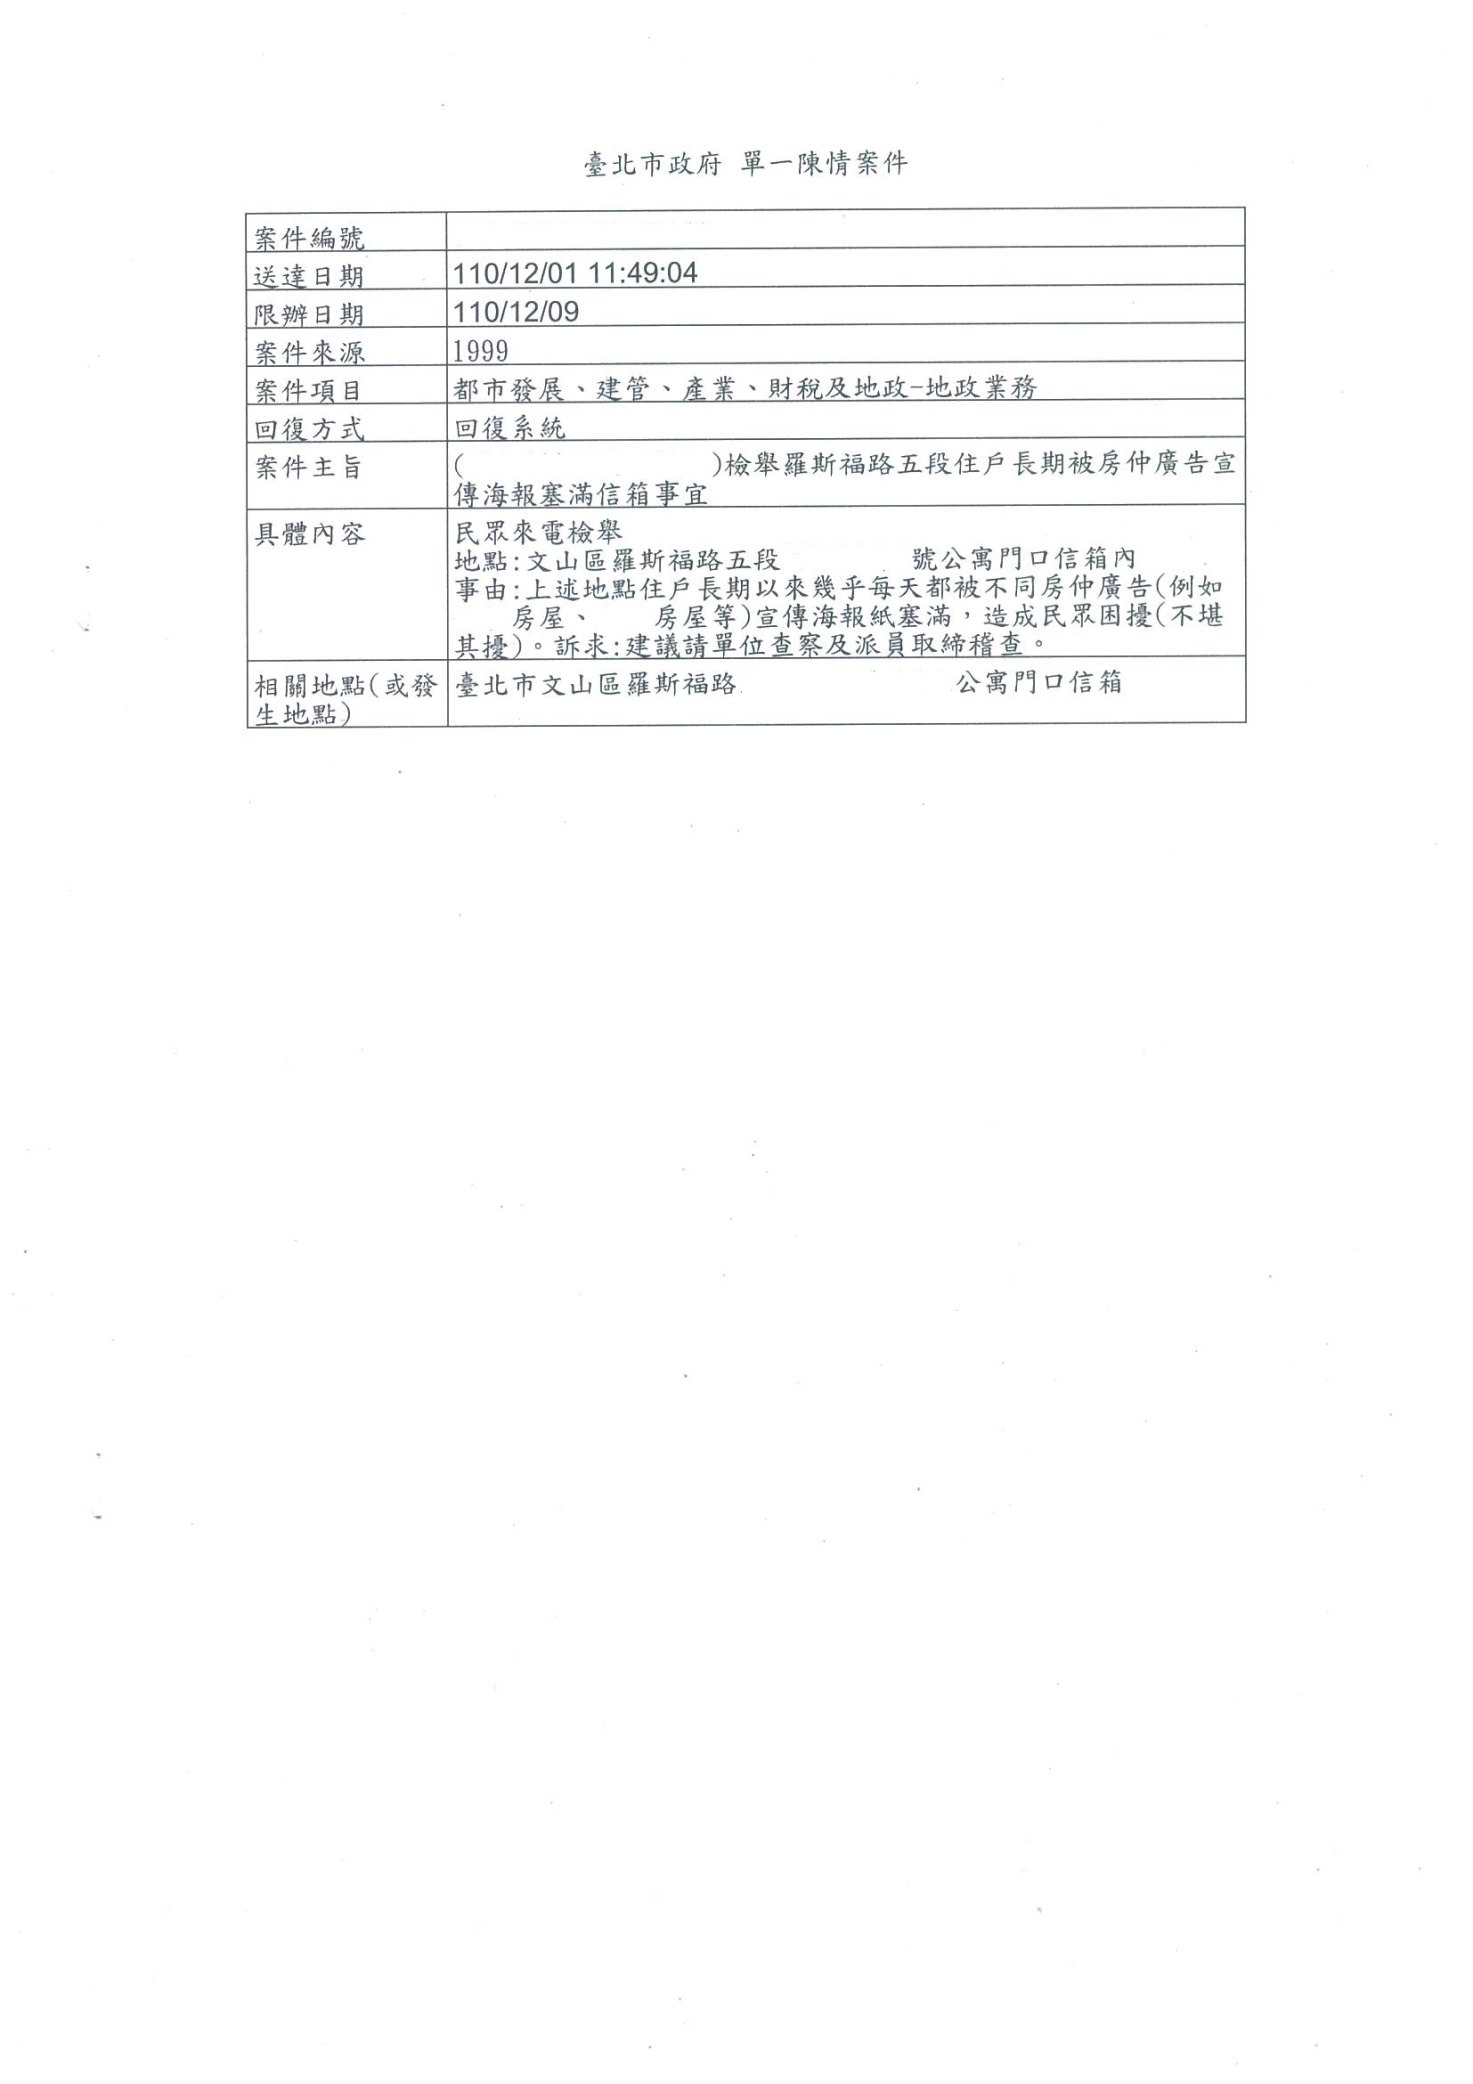 臺北市政府 單一陳情案件
案件編號
送達日期 110/12/01 11:49:04
限辦日期 110/12/09
案件來源 1999
案件項目 都市發展、建管、產業、財稅及地政-地政業務
回復方式 回復系統
案件主旨 ( )檢舉羅斯福路五段住戶長期被房仲廣告宣
傳海報塞滿信箱事宜
具體內容 民眾來電檢舉
地點:文山區羅斯福路五段 號公寓門口信箱內
事由:上述地點住戶長期以來幾乎每天都被不同房仲廣告(例如
房屋、 房屋等)宣傳海報紙塞滿，造成民眾困擾(不堪
其擾)。訴求:建議請單位查察及派員取締稽查。
相關地點(或發 臺北市文山區羅斯福路 公寓門口信箱
生地點)